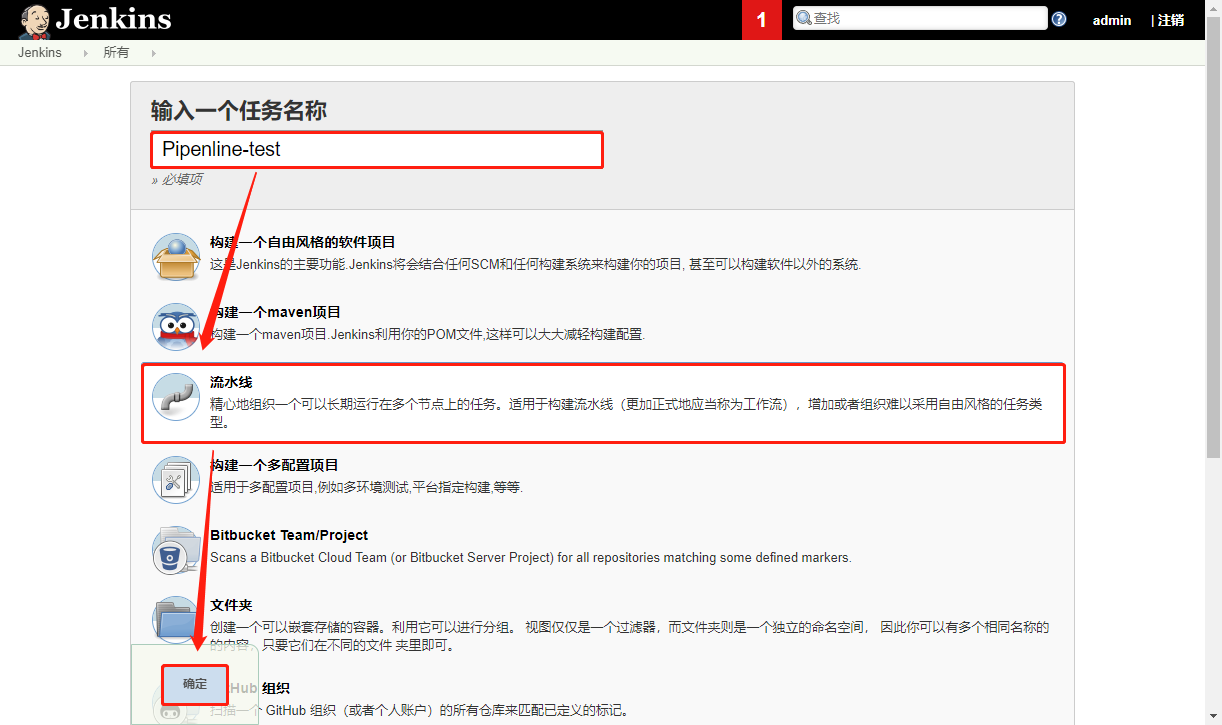 Jenkins
1
查找
admin
| 注销
Jenkins
所有
输入一个任务名称
Pipenline-test
» 必填项
构建一个自由风格的软件项目
这是Jenkins的主要功能.Jenkins将会结合任何SCM和任何构建系统来构建你的项目, 甚至可以构建软件以外的系统.
构建一个maven项目
构建一个maven项目.Jenkins利用你的POM文件,这样可以大大减轻构建配置.
流水线
精心地组织一个可以长期运行在多个节点上的任务。适用于构建流水线（更加正式地应当称为工作流），增加或者组织难以采用自由风格的任务类
型。
构建一个多配置项目
适用于多配置项目,例如多环境测试,平台指定构建,等等.
Bitbucket Team/Project
Scans a Bitbucket Cloud Team (or Bitbucket Server Project) for all repositories matching some defined markers.
文件夹
创建一个可以嵌套存储的容器。利用它可以进行分组。 视图仅仅是一个过滤器，而文件夹则是一个独立的命名空间， 因此你可以有多个相同名称的
的内容，只要它们在不同的文件 夹里即可。
确定
Hub 组织
扫描一个 GitHub 组织（或者个人账户）的所有仓库来匹配已定义的标记。